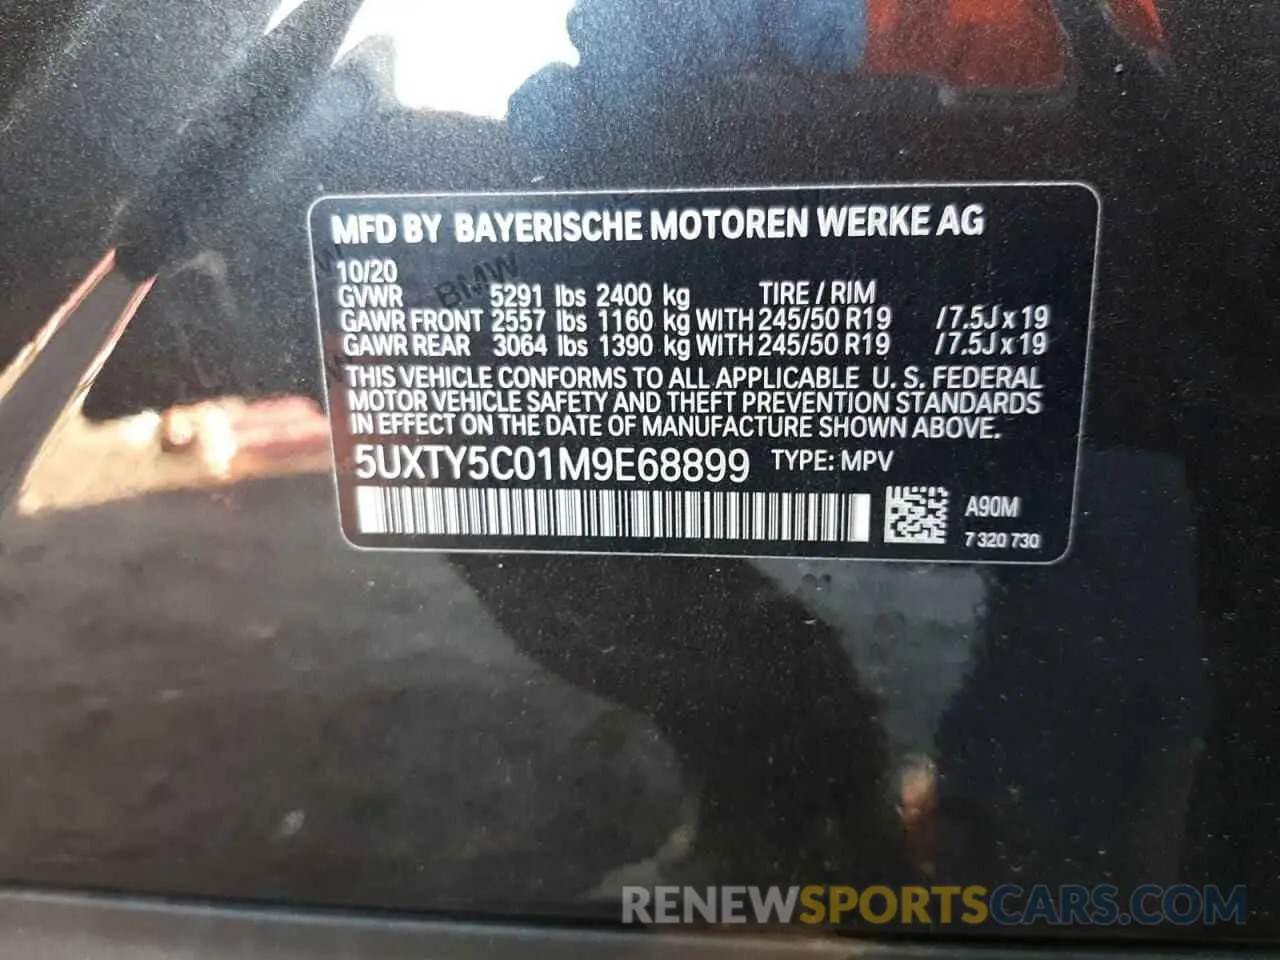 MFD BY BAYERISCHE MOTOREN WERKE AG
10/20
GVWR 5291 lbs 2400 kg TIRE / RIM
GAWR FRONT 2557 lbs 1160 kg WITH 245/50 R19 /7.5J x 19
GAWR REAR 3064 lbs 1390 kg WITH 245/50 R19 /7.5J x 19
THIS VEHICLE CONFORMS TO ALL APPLICABLE U. S. FEDERAL
MOTOR VEHICLE SAFETY AND THEFT PREVENTION STANDARDS
IN EFFECT ON THE DATE OF MANUFACTURE SHOWN ABOVE.
5UXTY5C01M9E68899 TYPE: MPV
A90M
7 320 730
BMW
RENEWSPORTSCARS.COM